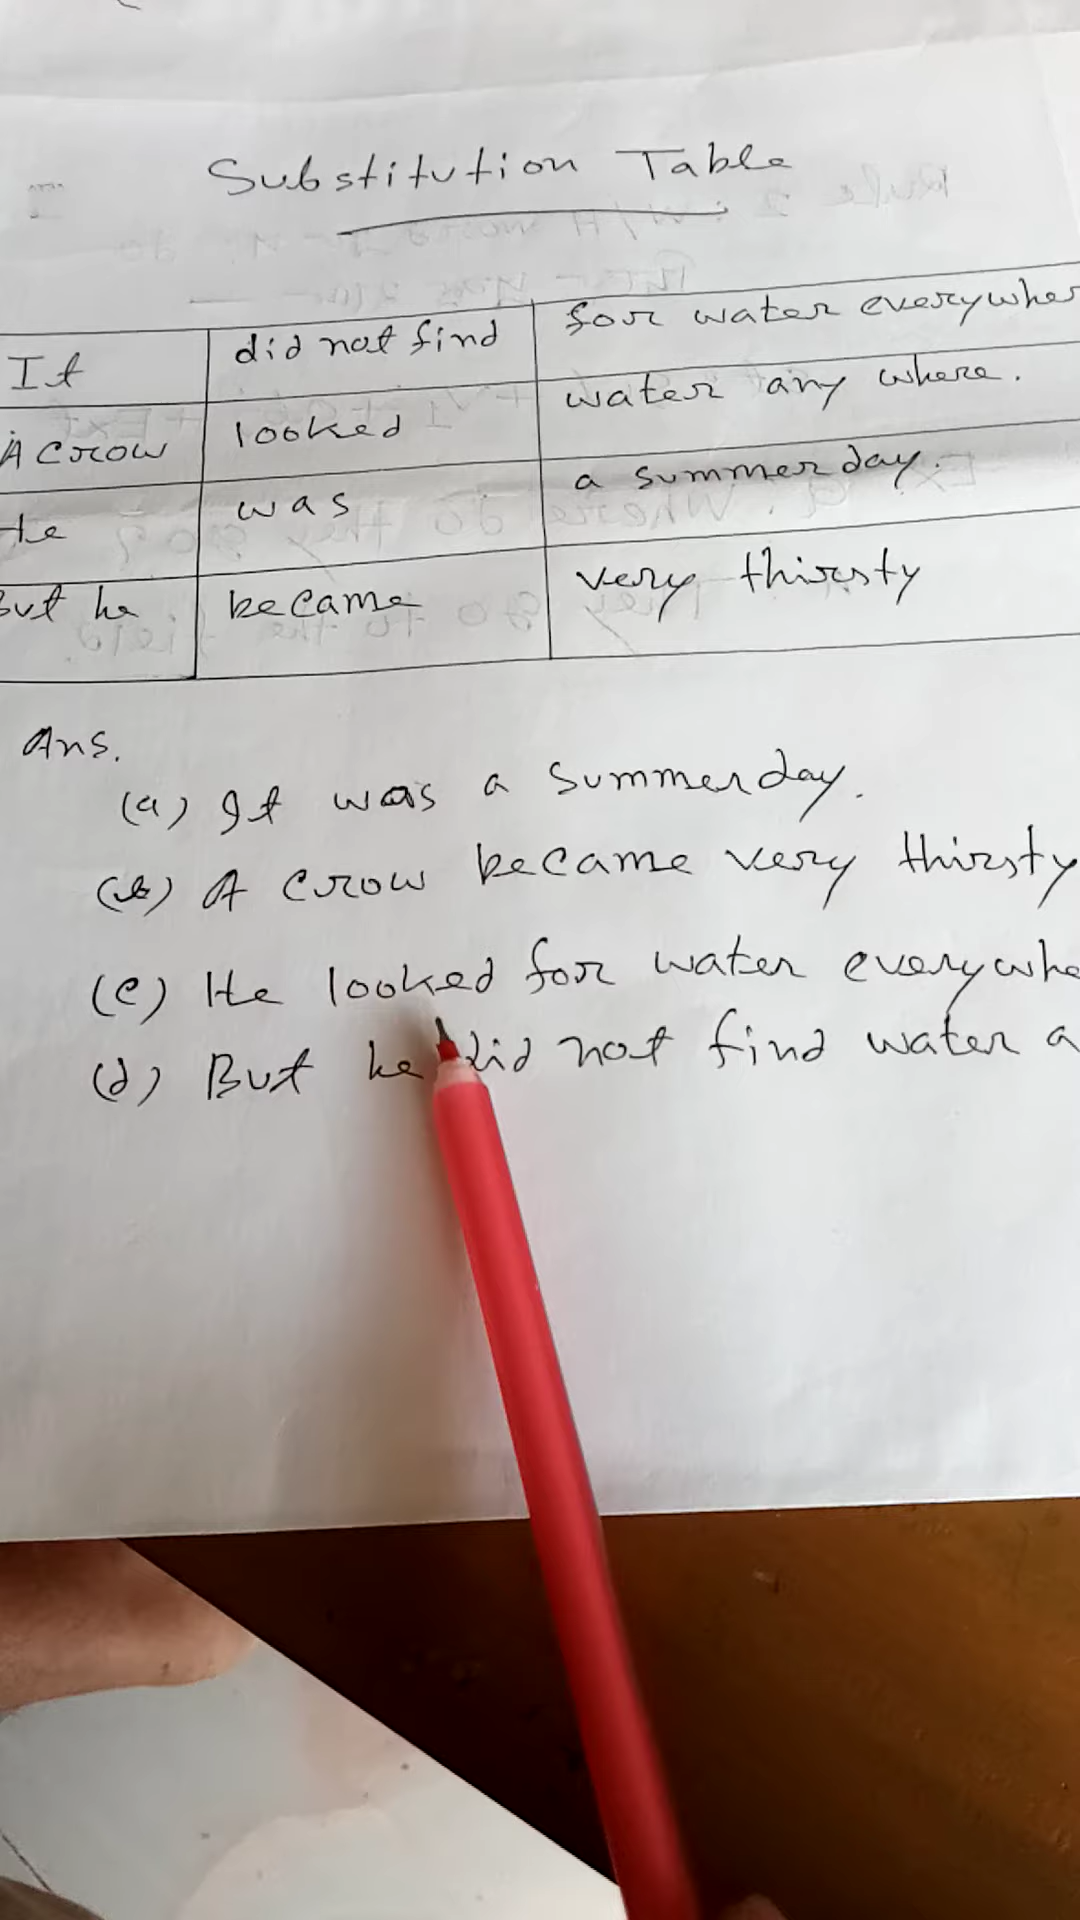 Substitution Table
It did not find for water everywher
A crow looked water any where.
He was a summer day.
But he became very thirsty
Ans.
(a) It was a summer day.
(b) A crow became very thirsty
(c) He looked for water everywhe
(d) But he did not find water a